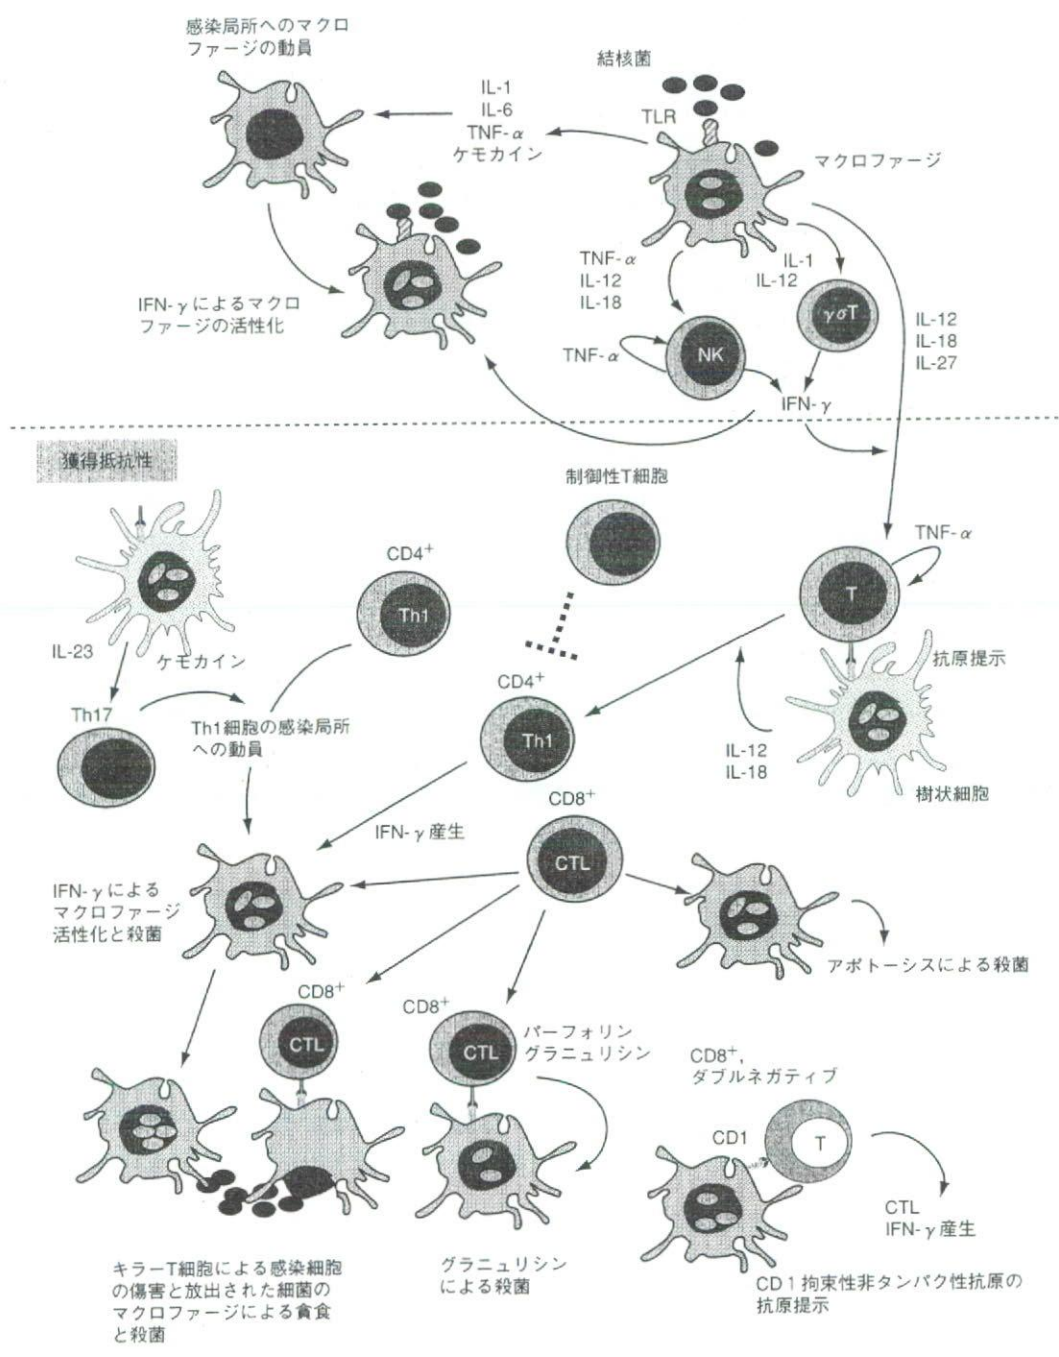 感染局所へのマクロ
ファージの動員
結核菌
IL-1
IL-6
TNF-α
ケモカイン
TLR
マクロファージ
IFN-γによるマクロ
ファージの活性化
TNF-α
IL-12
IL-18
IL-1
IL-12
γσT
IL-12
IL-18
IL-27
TNF-α
NK
IFN-γ
獲得抵抗性
制御性T細胞
CD4+
Th1
TNF-α
T
IL-23
ケモカイン
抗原提示
Th17
Th1細胞の感染局所
への動員
CD4+
Th1
IL-12
IL-18
樹状細胞
CD8+
IFN-γ産生
CTL
IFN-γによる
マクロファージ
活性化と殺菌
アポトーシスによる殺菌
CD8+
CTL
CD8+
CTL
パーフォリン
グラニュリシン
CD8+,
ダブルネガティブ
CD1
T
CTL
IFN-γ産生
キラーT細胞による感染細胞
の傷害と放出された細菌の
マクロファージによる貪食
と殺菌
グラニュリシン
による殺菌
CD1拘束性非タンパク性抗原の
抗原提示